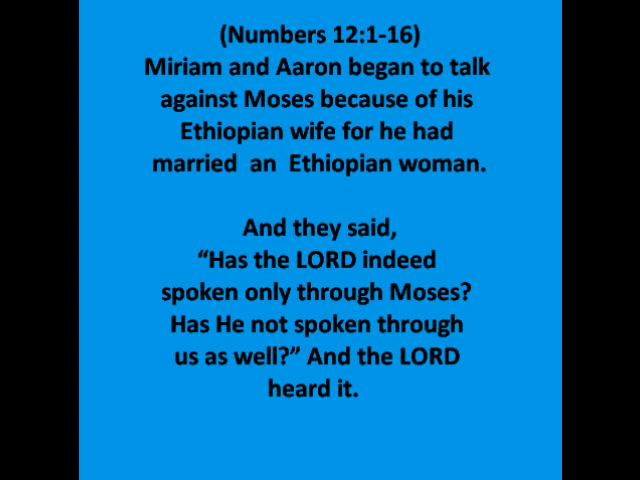 (Numbers 12:1-16)
Miriam and Aaron began to talk
against Moses because of his
Ethiopian wife for he had
married an Ethiopian woman.
And they said,
“Has the LORD indeed
spoken only through Moses?
Has He not spoken through
us as well?” And the LORD
heard it.